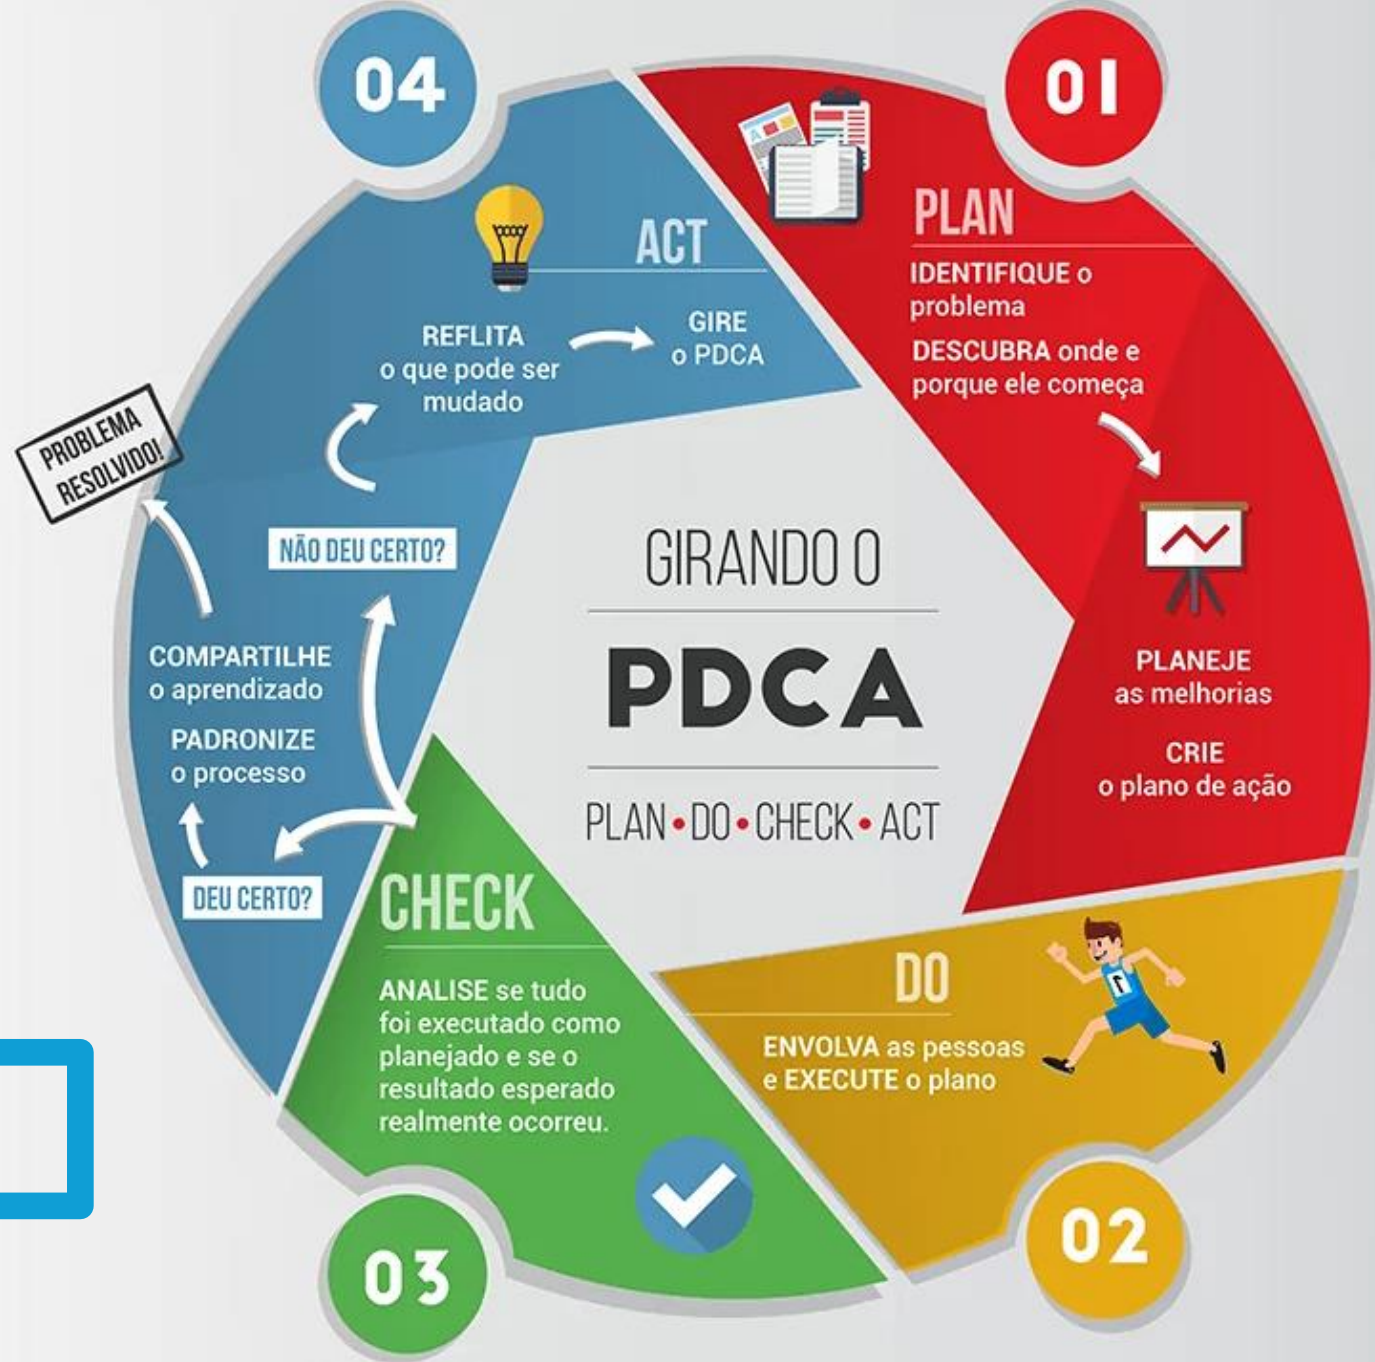 01
PLAN
IDENTIFIQUE o
problema
DESCUBRA onde e
porque ele começa
PLANEJE
as melhorias
CRIE
o plano de ação
02
DO
ENVOLVA as pessoas
e EXECUTE o plano
03
CHECK
ANALISE se tudo
foi executado como
planejado e se o
resultado esperado
realmente ocorreu.
04
ACT
DEU CERTO?
PADRONIZE
o processo
COMPARTILHE
o aprendizado
PROBLEMA
RESOLVIDO!
NÃO DEU CERTO?
REFLITA
o que pode ser
mudado
GIRE
o PDCA
GIRANDO O
PDCA
PLAN • DO • CHECK • ACT